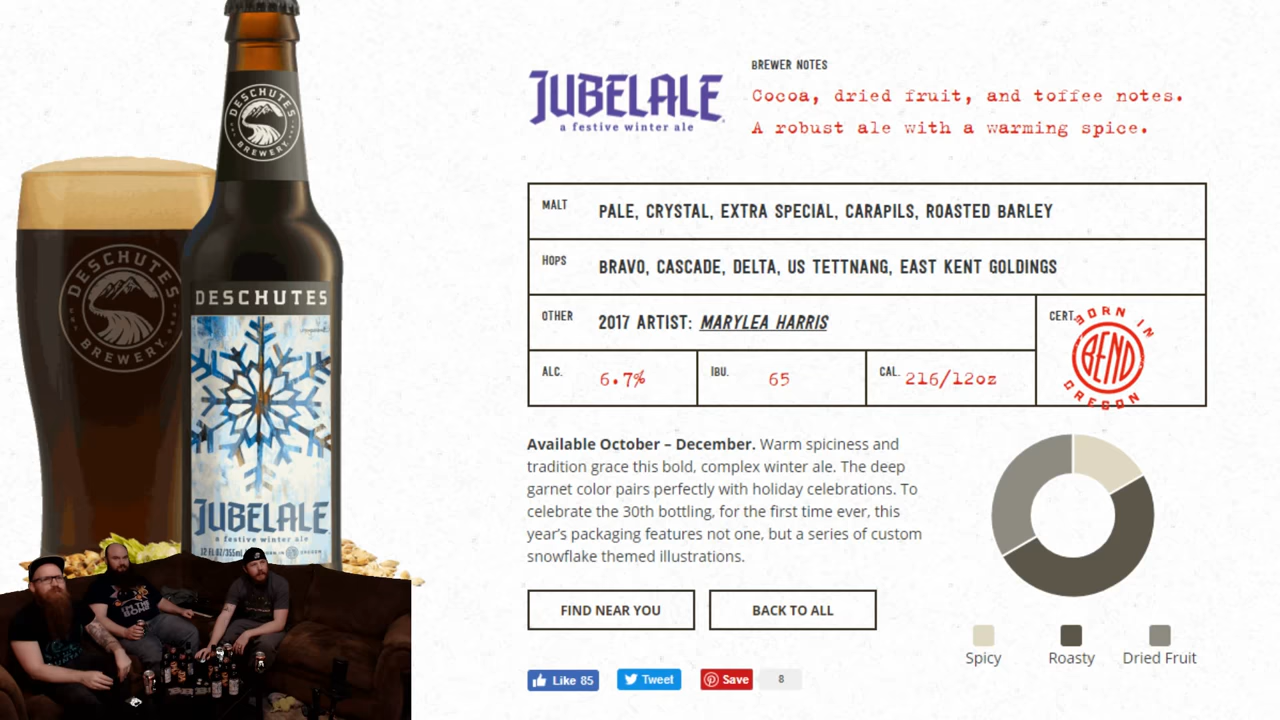 DESCHUTES
BREWERY
DESCHUTES
BREWERY
DESCHUTES
JUBELALE
a festive winter ale
12 FL OZ/355ml
JUBELALE
a festive winter ale
BREWER NOTES
Cocoa, dried fruit, and toffee notes.
A robust ale with a warming spice.
MALT PALE, CRYSTAL, EXTRA SPECIAL, CARAPILS, ROASTED BARLEY
HOPS BRAVO, CASCADE, DELTA, US TETTNANG, EAST KENT GOLDINGS
OTHER 2017 ARTIST: MARYLEA HARRIS
CERT.
BORN IN
BEND
OREGON
ALC. 6.7% IBU. 65 CAL. 216/12oz
Available October – December. Warm spiciness and
tradition grace this bold, complex winter ale. The deep
garnet color pairs perfectly with holiday celebrations. To
celebrate the 30th bottling, for the first time ever, this
year’s packaging features not one, but a series of custom
snowflake themed illustrations.
FIND NEAR YOU BACK TO ALL
Spicy Roasty Dried Fruit
Like 85 Tweet Save 8